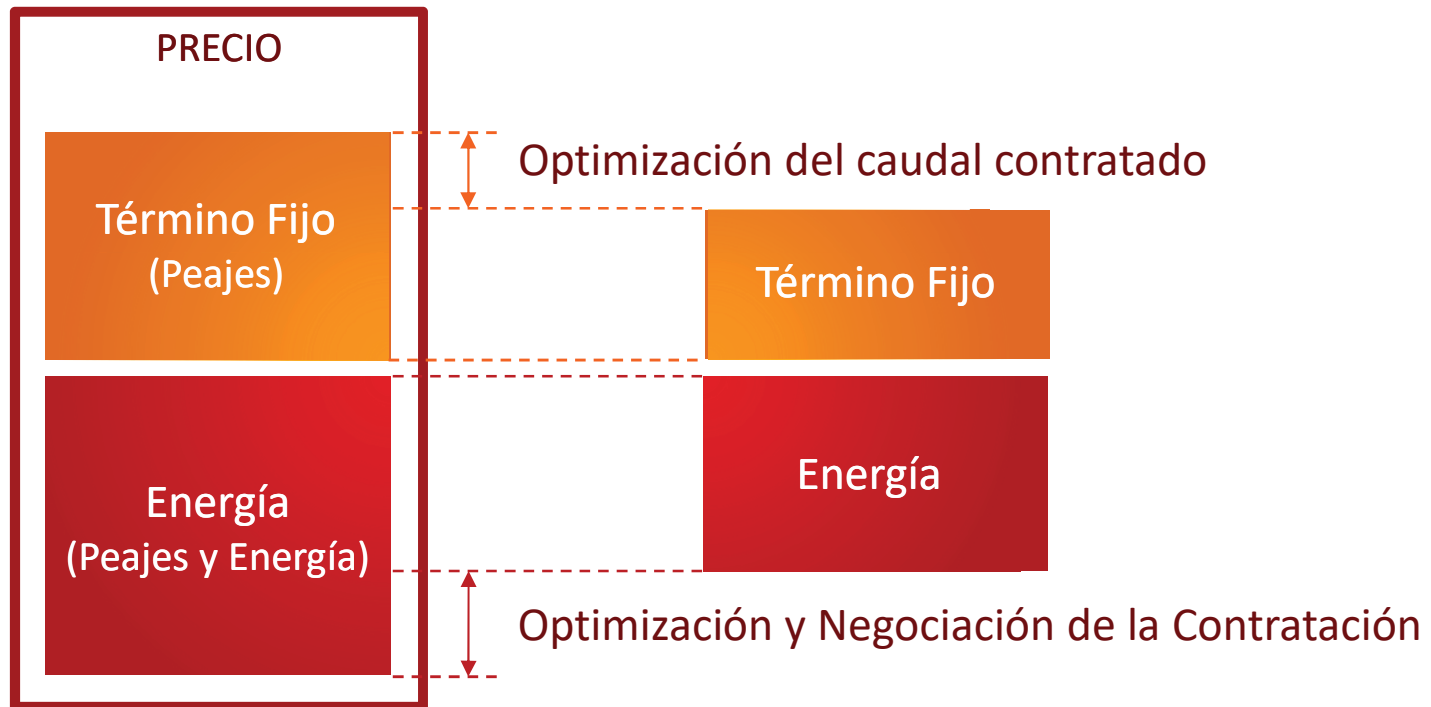 PRECIO
Optimización del caudal contratado
Término Fijo
(Peajes)
Término Fijo
Energía
(Peajes y Energía)
Energía
Optimización y Negociación de la Contratación